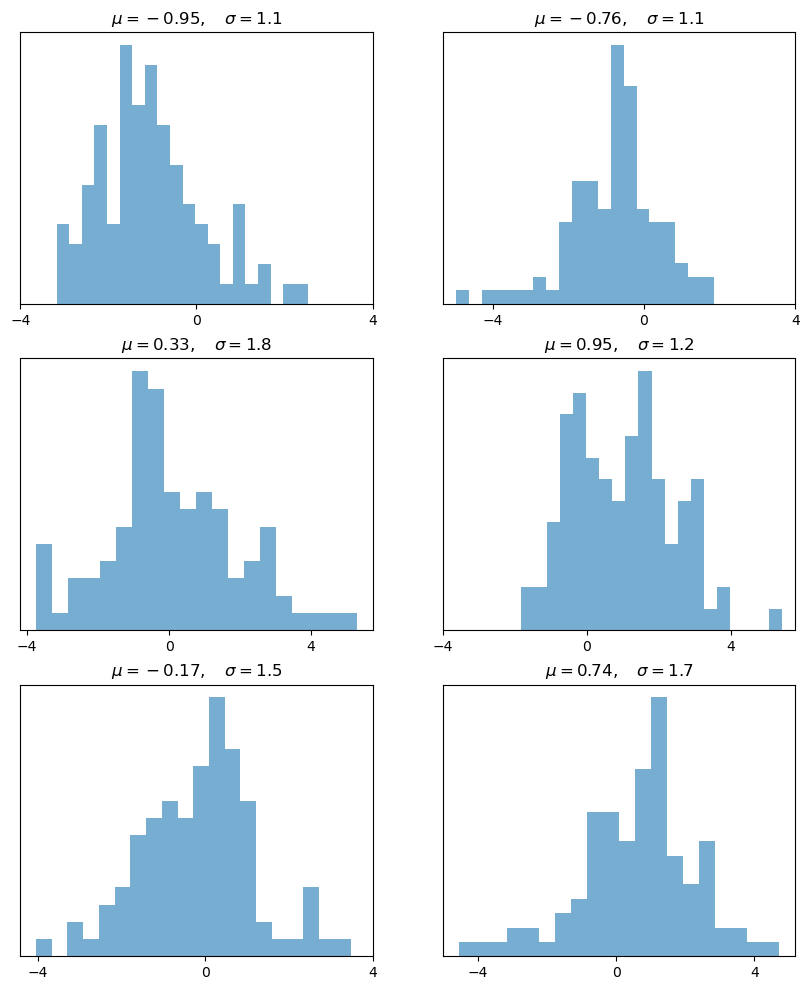 μ = −0.95, σ = 1.1
μ = −0.76, σ = 1.1
−4 0 4
−4 0 4
μ = 0.33, σ = 1.8
μ = 0.95, σ = 1.2
−4 0 4
−4 0 4
μ = −0.17, σ = 1.5
μ = 0.74, σ = 1.7
−4 0 4
−4 0 4